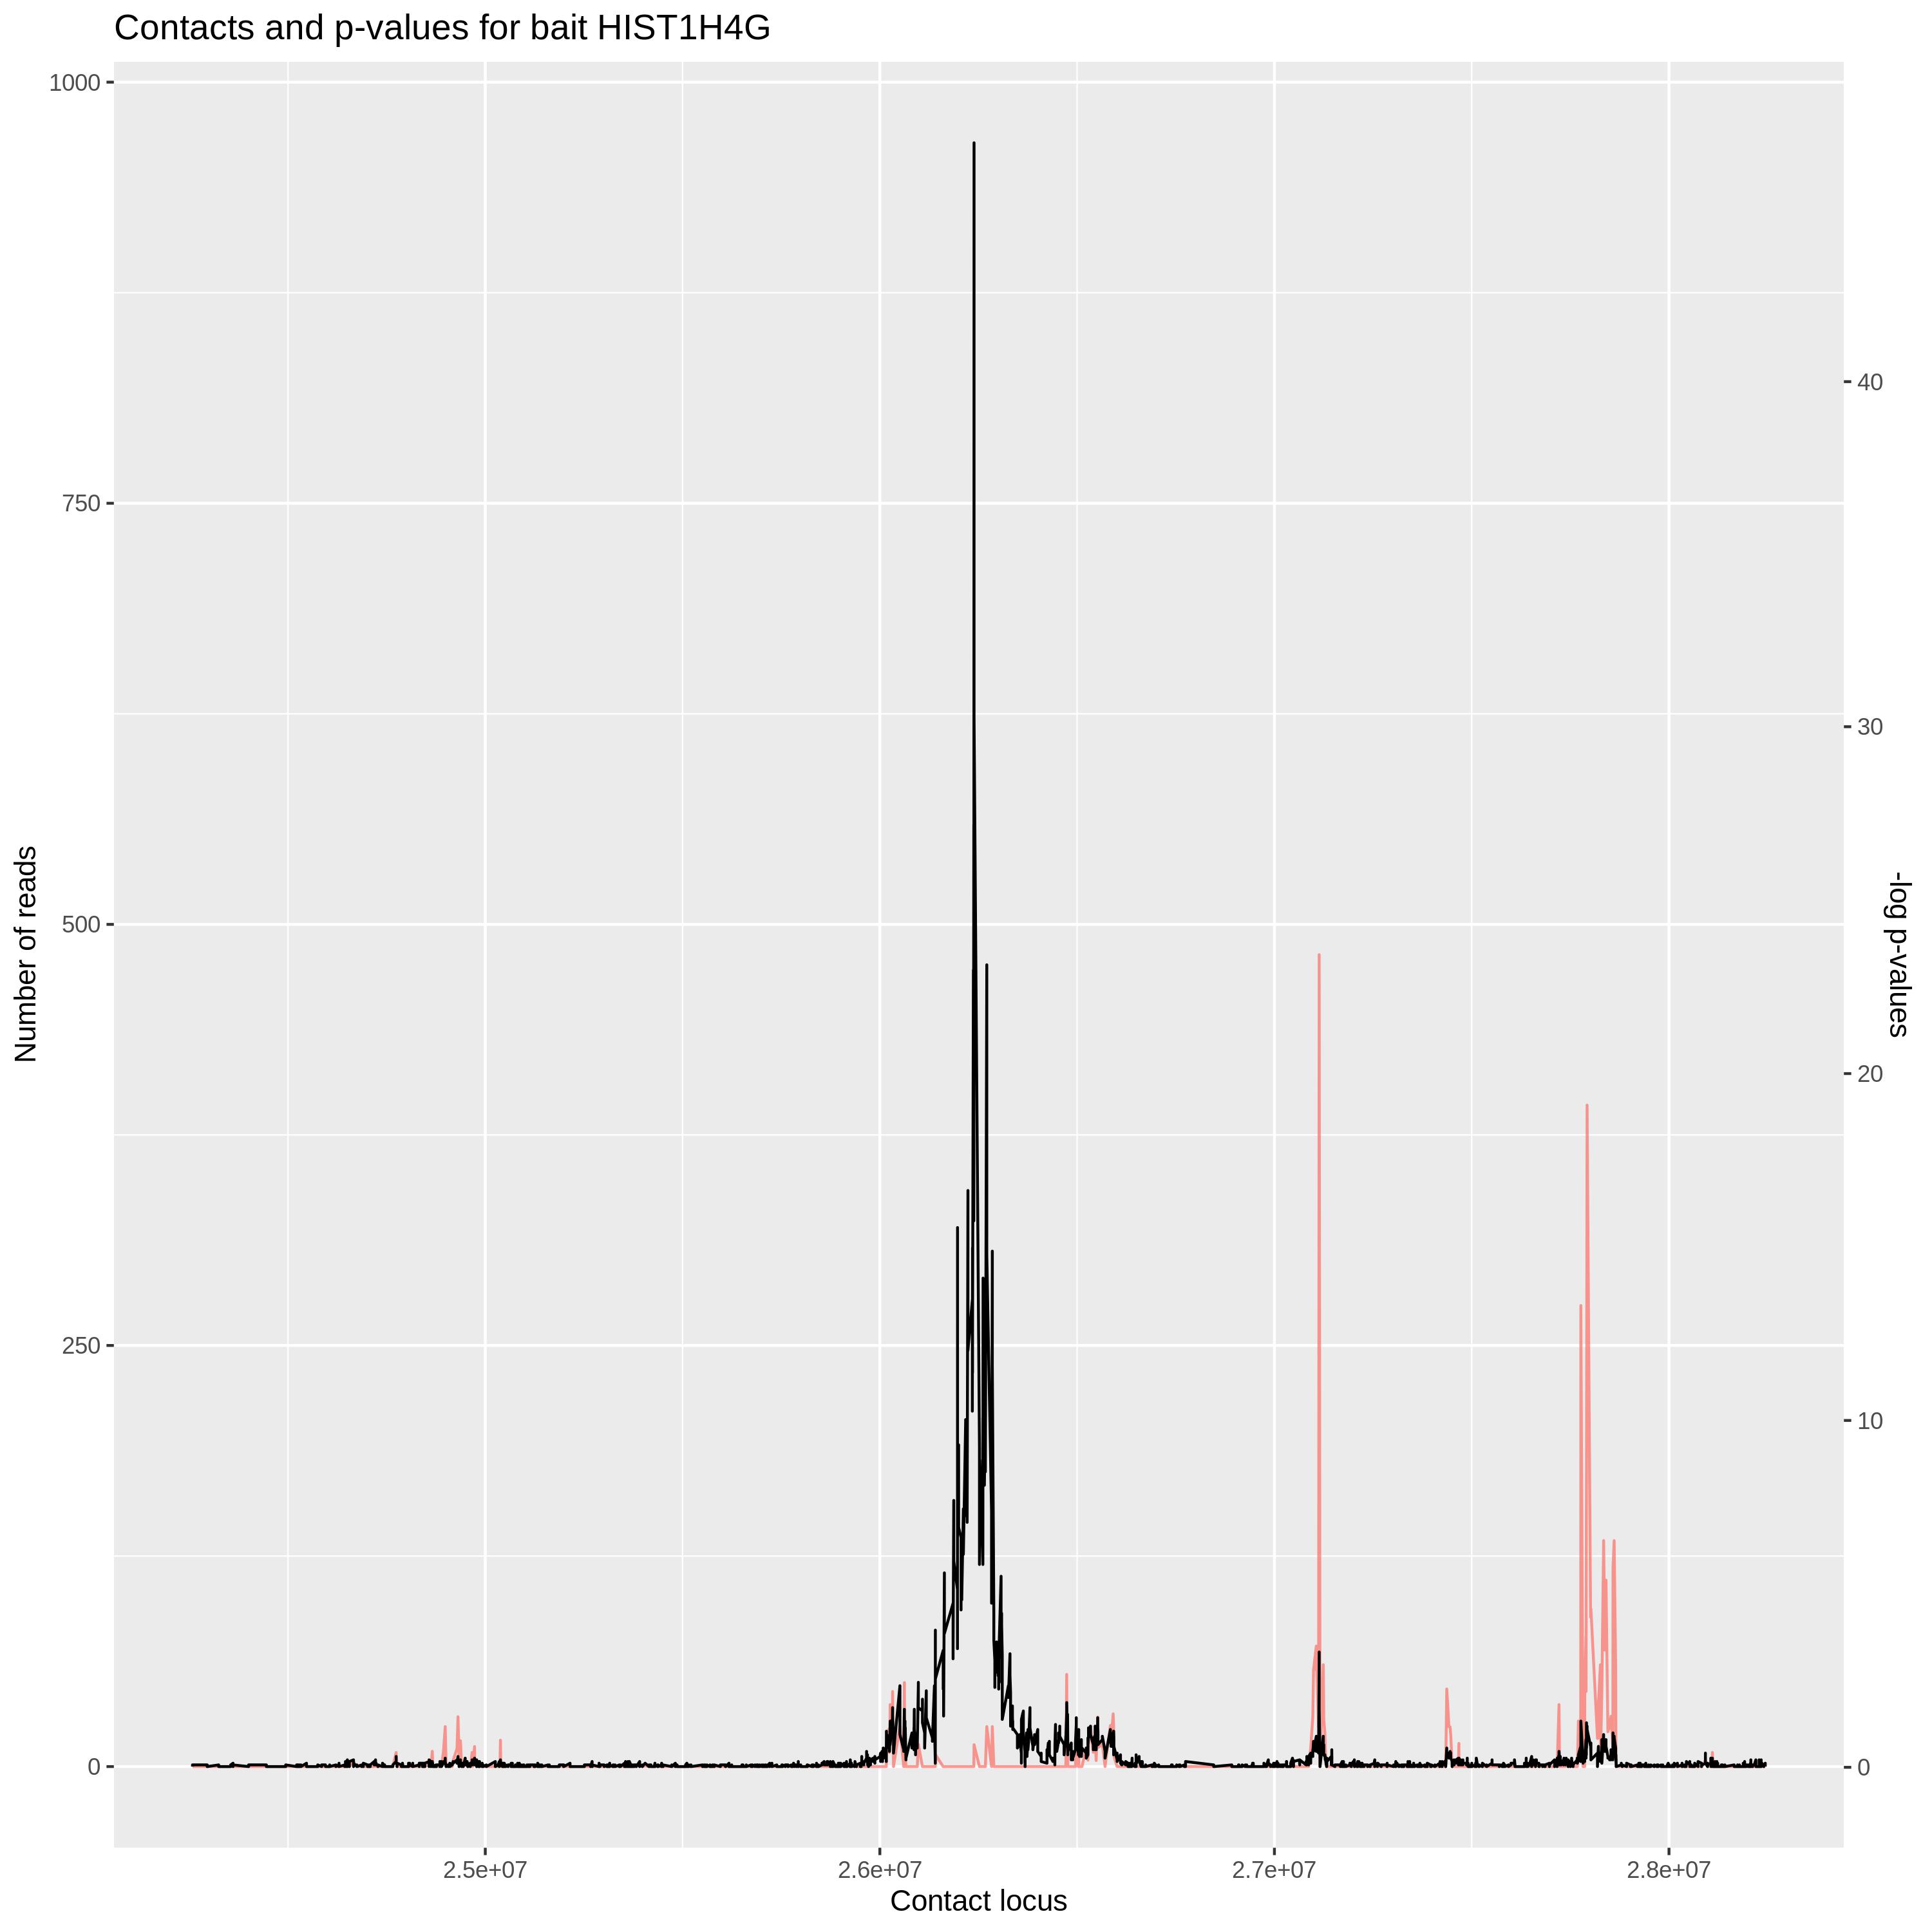 Contacts and p-values for bait HIST1H4G
1000
750
500
250
0
Number of reads
40
30
20
10
0
-log p-values
2.5e+07 2.6e+07 2.7e+07 2.8e+07
Contact locus